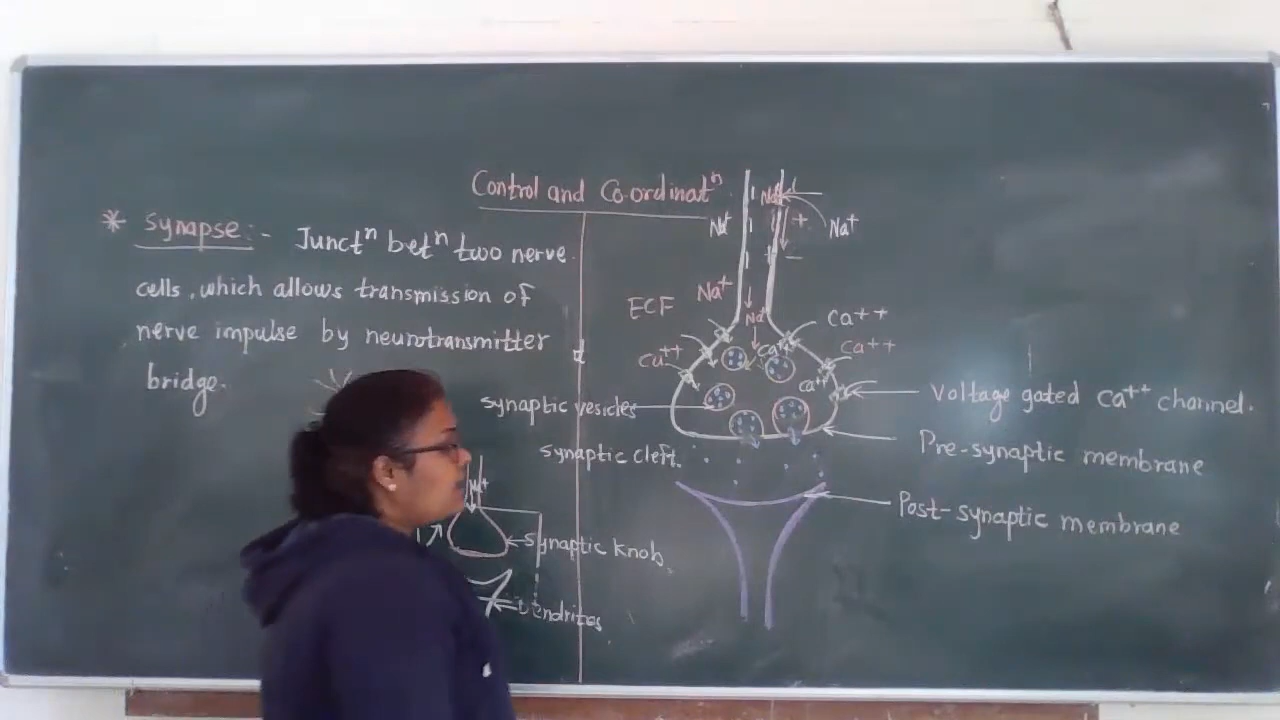 Control and Co.ordinatⁿ
* Synapse:- Junctⁿ betⁿ two nerve
cells, which allows transmission of
nerve impulse by neurotransmitter
bridge.
Na⁺
Na⁺
Na⁺
Na⁺
ECF
Na⁺
Ca++
Ca++
Ca++
Ca++
Ca++
Synaptic vesicles
Voltage gated Ca++ channel.
Pre-synaptic membrane
Synaptic cleft.
Post-synaptic membrane
Na⁺
Synaptic knob.
Dendrites